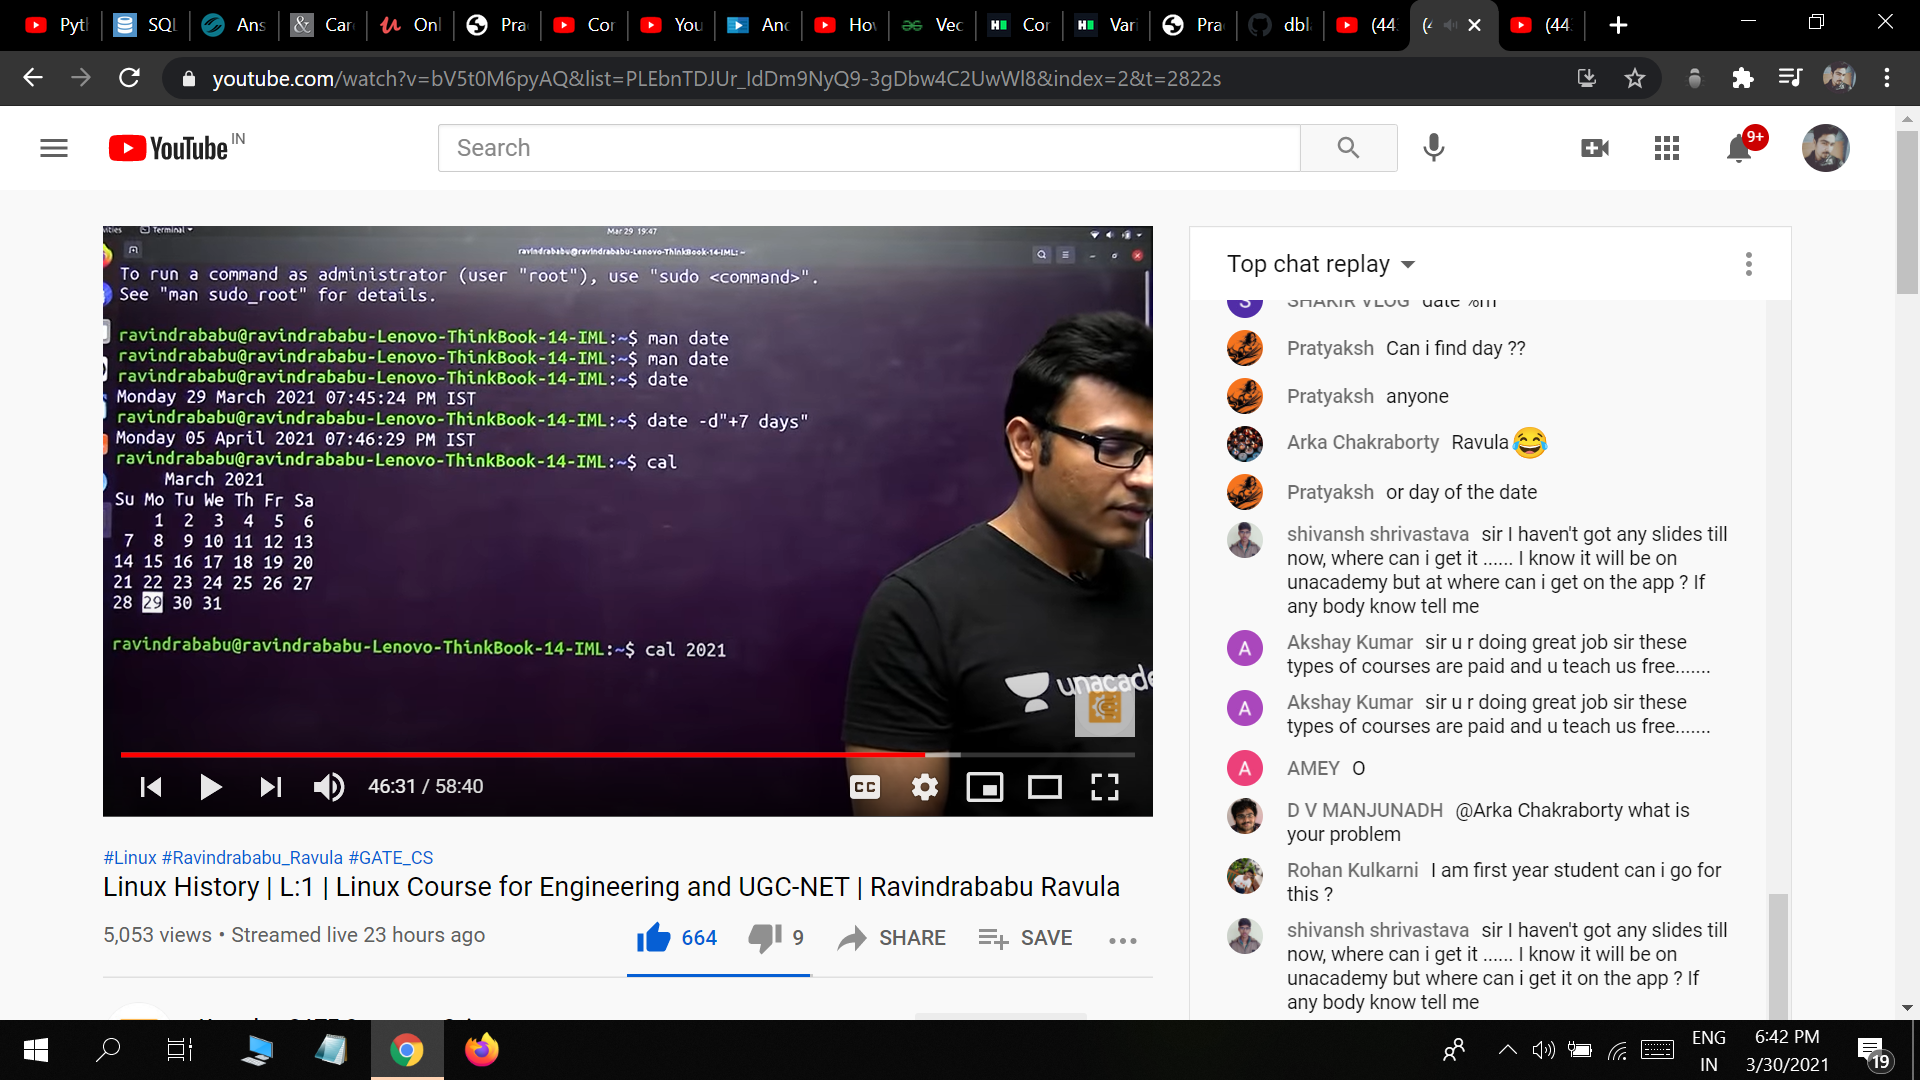 Pyt
SQL
Ans
Car
Onl
Pra
Cor
You
And
How
Vec
Cor
Vari
Pra
dbl
(44
(4
(44
youtube.com/watch?v=bV5t0M6pyAQ&list=PLEbnTDJUr_IdDm9NyQ9-3gDbw4C2UwWl8&index=2&t=2822s
YouTube IN
Search
9+
Terminal
Mar 29 19:47
ravindrababu@ravindrababu-Lenovo-ThinkBook-14-IML: ~
To run a command as administrator (user "root"), use "sudo <command>".
See "man sudo_root" for details.
ravindrababu@ravindrababu-Lenovo-ThinkBook-14-IML:~$ man date
ravindrababu@ravindrababu-Lenovo-ThinkBook-14-IML:~$ man date
ravindrababu@ravindrababu-Lenovo-ThinkBook-14-IML:~$ date
Monday 29 March 2021 07:45:24 PM IST
ravindrababu@ravindrababu-Lenovo-ThinkBook-14-IML:~$ date -d"+7 days"
Monday 05 April 2021 07:46:29 PM IST
ravindrababu@ravindrababu-Lenovo-ThinkBook-14-IML:~$ cal
March 2021
Su Mo Tu We Th Fr Sa
1 2 3 4 5 6
7 8 9 10 11 12 13
14 15 16 17 18 19 20
21 22 23 24 25 26 27
28 29 30 31
ravindrababu@ravindrababu-Lenovo-ThinkBook-14-IML:~$ cal 2021
unacade
46:31 / 58:40
CC
#Linux #Ravindrababu_Ravula #GATE_CS
Linux History | L:1 | Linux Course for Engineering and UGC-NET | Ravindrababu Ravula
5,053 views • Streamed live 23 hours ago
664
9
SHARE
SAVE
Top chat replay
S SHAKIR VLOG date %m
Pratyaksh Can i find day ??
Pratyaksh anyone
Arka Chakraborty Ravula😂
Pratyaksh or day of the date
shivansh shrivastava sir I haven't got any slides till
now, where can i get it ...... I know it will be on
unacademy but at where can i get on the app ? If
any body know tell me
A Akshay Kumar sir u r doing great job sir these
types of courses are paid and u teach us free.......
A Akshay Kumar sir u r doing great job sir these
types of courses are paid and u teach us free.......
A AMEY O
D V MANJUNADH @Arka Chakraborty what is
your problem
Rohan Kulkarni I am first year student can i go for
this ?
shivansh shrivastava sir I haven't got any slides till
now, where can i get it ...... I know it will be on
unacademy but where can i get it on the app ? If
any body know tell me
ENG
IN
6:42 PM
3/30/2021
19